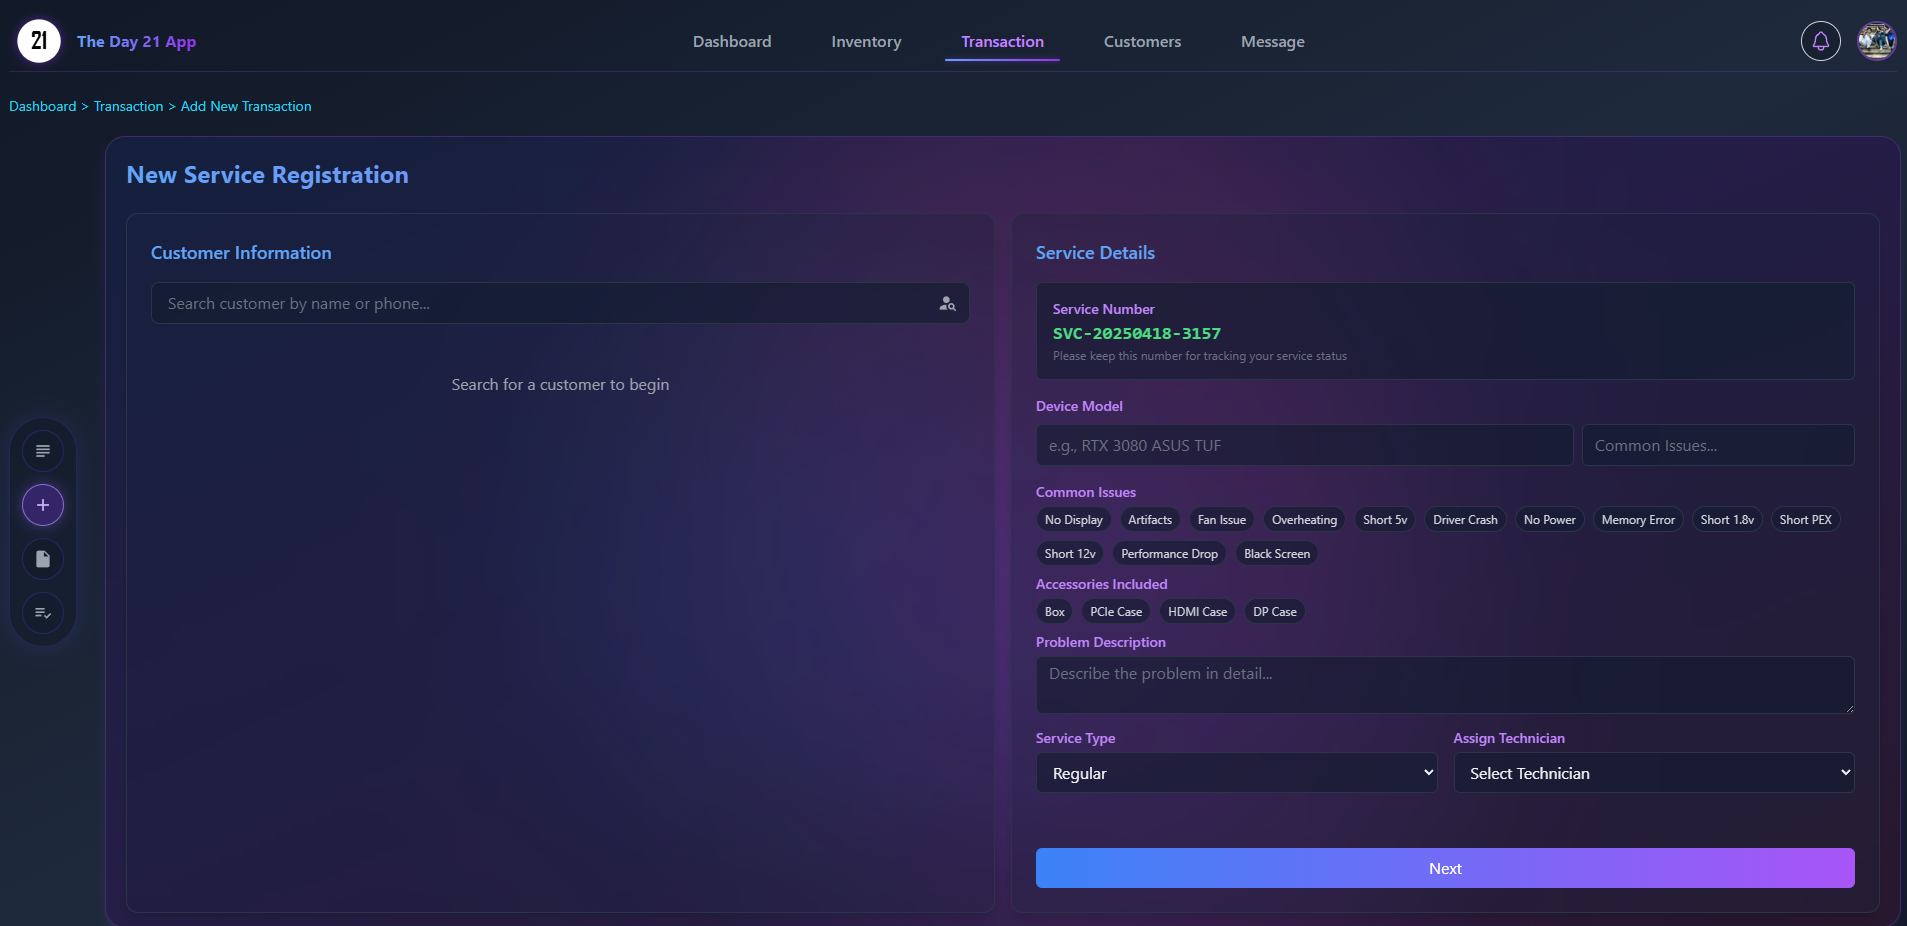 21
The Day 21 App
Dashboard
Inventory
Transaction
Customers
Message
Dashboard > Transaction > Add New Transaction
New Service Registration
Customer Information
Search customer by name or phone...
Search for a customer to begin
Service Details
Service Number
SVC-20250418-3157
Please keep this number for tracking your service status
Device Model
e.g., RTX 3080 ASUS TUF
Common Issues...
Common Issues
No Display
Artifacts
Fan Issue
Overheating
Short 5v
Driver Crash
No Power
Memory Error
Short 1.8v
Short PEX
Short 12v
Performance Drop
Black Screen
Accessories Included
Box
PCIe Case
HDMI Case
DP Case
Problem Description
Describe the problem in detail...
Service Type
Regular
Assign Technician
Select Technician
Next